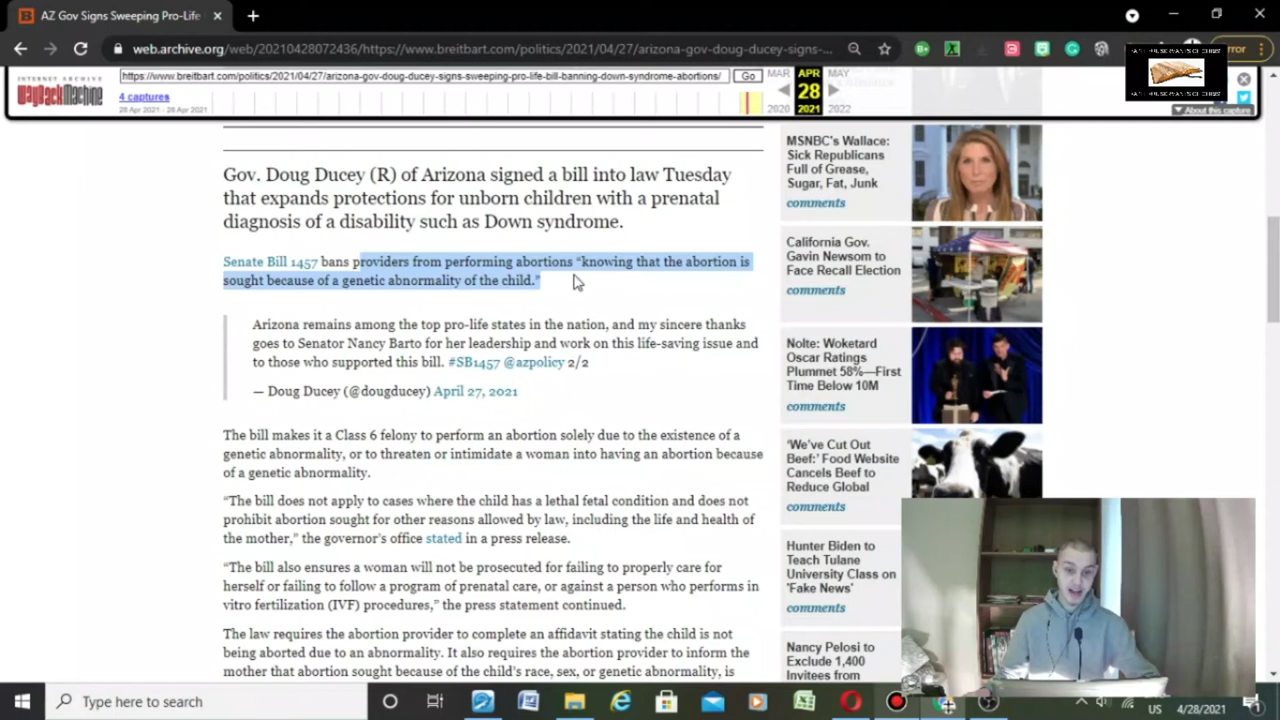 AZ Gov Signs Sweeping Pro-Life
web.archive.org/web/20210428072436/https://www.breitbart.com/politics/2021/04/27/arizona-gov-doug-ducey-signs-...
Error
INTERNET ARCHIVE
WayBackMachine
https://www.breitbart.com/politics/2021/04/27/arizona-gov-doug-ducey-signs-sweeping-pro-life-bill-banning-down-syndrome-abortions/
Go
MAR APR MAY
28
2020 2021 2022
4 captures
28 Apr 2021 - 28 Apr 2021
About this capture
Gov. Doug Ducey (R) of Arizona signed a bill into law Tuesday
that expands protections for unborn children with a prenatal
diagnosis of a disability such as Down syndrome.
Senate Bill 1457 bans providers from performing abortions “knowing that the abortion is
sought because of a genetic abnormality of the child.”
Arizona remains among the top pro-life states in the nation, and my sincere thanks
goes to Senator Nancy Barto for her leadership and work on this life-saving issue and
to those who supported this bill. #SB1457 @azpolicy 2/2
— Doug Ducey (@dougducey) April 27, 2021
The bill makes it a Class 6 felony to perform an abortion solely due to the existence of a
genetic abnormality, or to threaten or intimidate a woman into having an abortion because
of a genetic abnormality.
“The bill does not apply to cases where the child has a lethal fetal condition and does not
prohibit abortion sought for other reasons allowed by law, including the life and health of
the mother,” the governor’s office stated in a press release.
“The bill also ensures a woman will not be prosecuted for failing to properly care for
herself or failing to follow a program of prenatal care, or against a person who performs in
vitro fertilization (IVF) procedures,” the press statement continued.
The law requires the abortion provider to complete an affidavit stating the child is not
being aborted due to an abnormality. It also requires the abortion provider to inform the
mother that abortion sought because of the child’s race, sex, or genetic abnormality, is
MSNBC's Wallace:
Sick Republicans
Full of Grease,
Sugar, Fat, Junk
comments
California Gov.
Gavin Newsom to
Face Recall Election
comments
Nolte: Woketard
Oscar Ratings
Plummet 58%—First
Time Below 10M
comments
‘We’ve Cut Out
Beef:’ Food Website
Cancels Beef to
Reduce Global
comments
Hunter Biden to
Teach Tulane
University Class on
'Fake News'
comments
Nancy Pelosi to
Exclude 1,400
Invitees from
Type here to search
US
4/28/2021